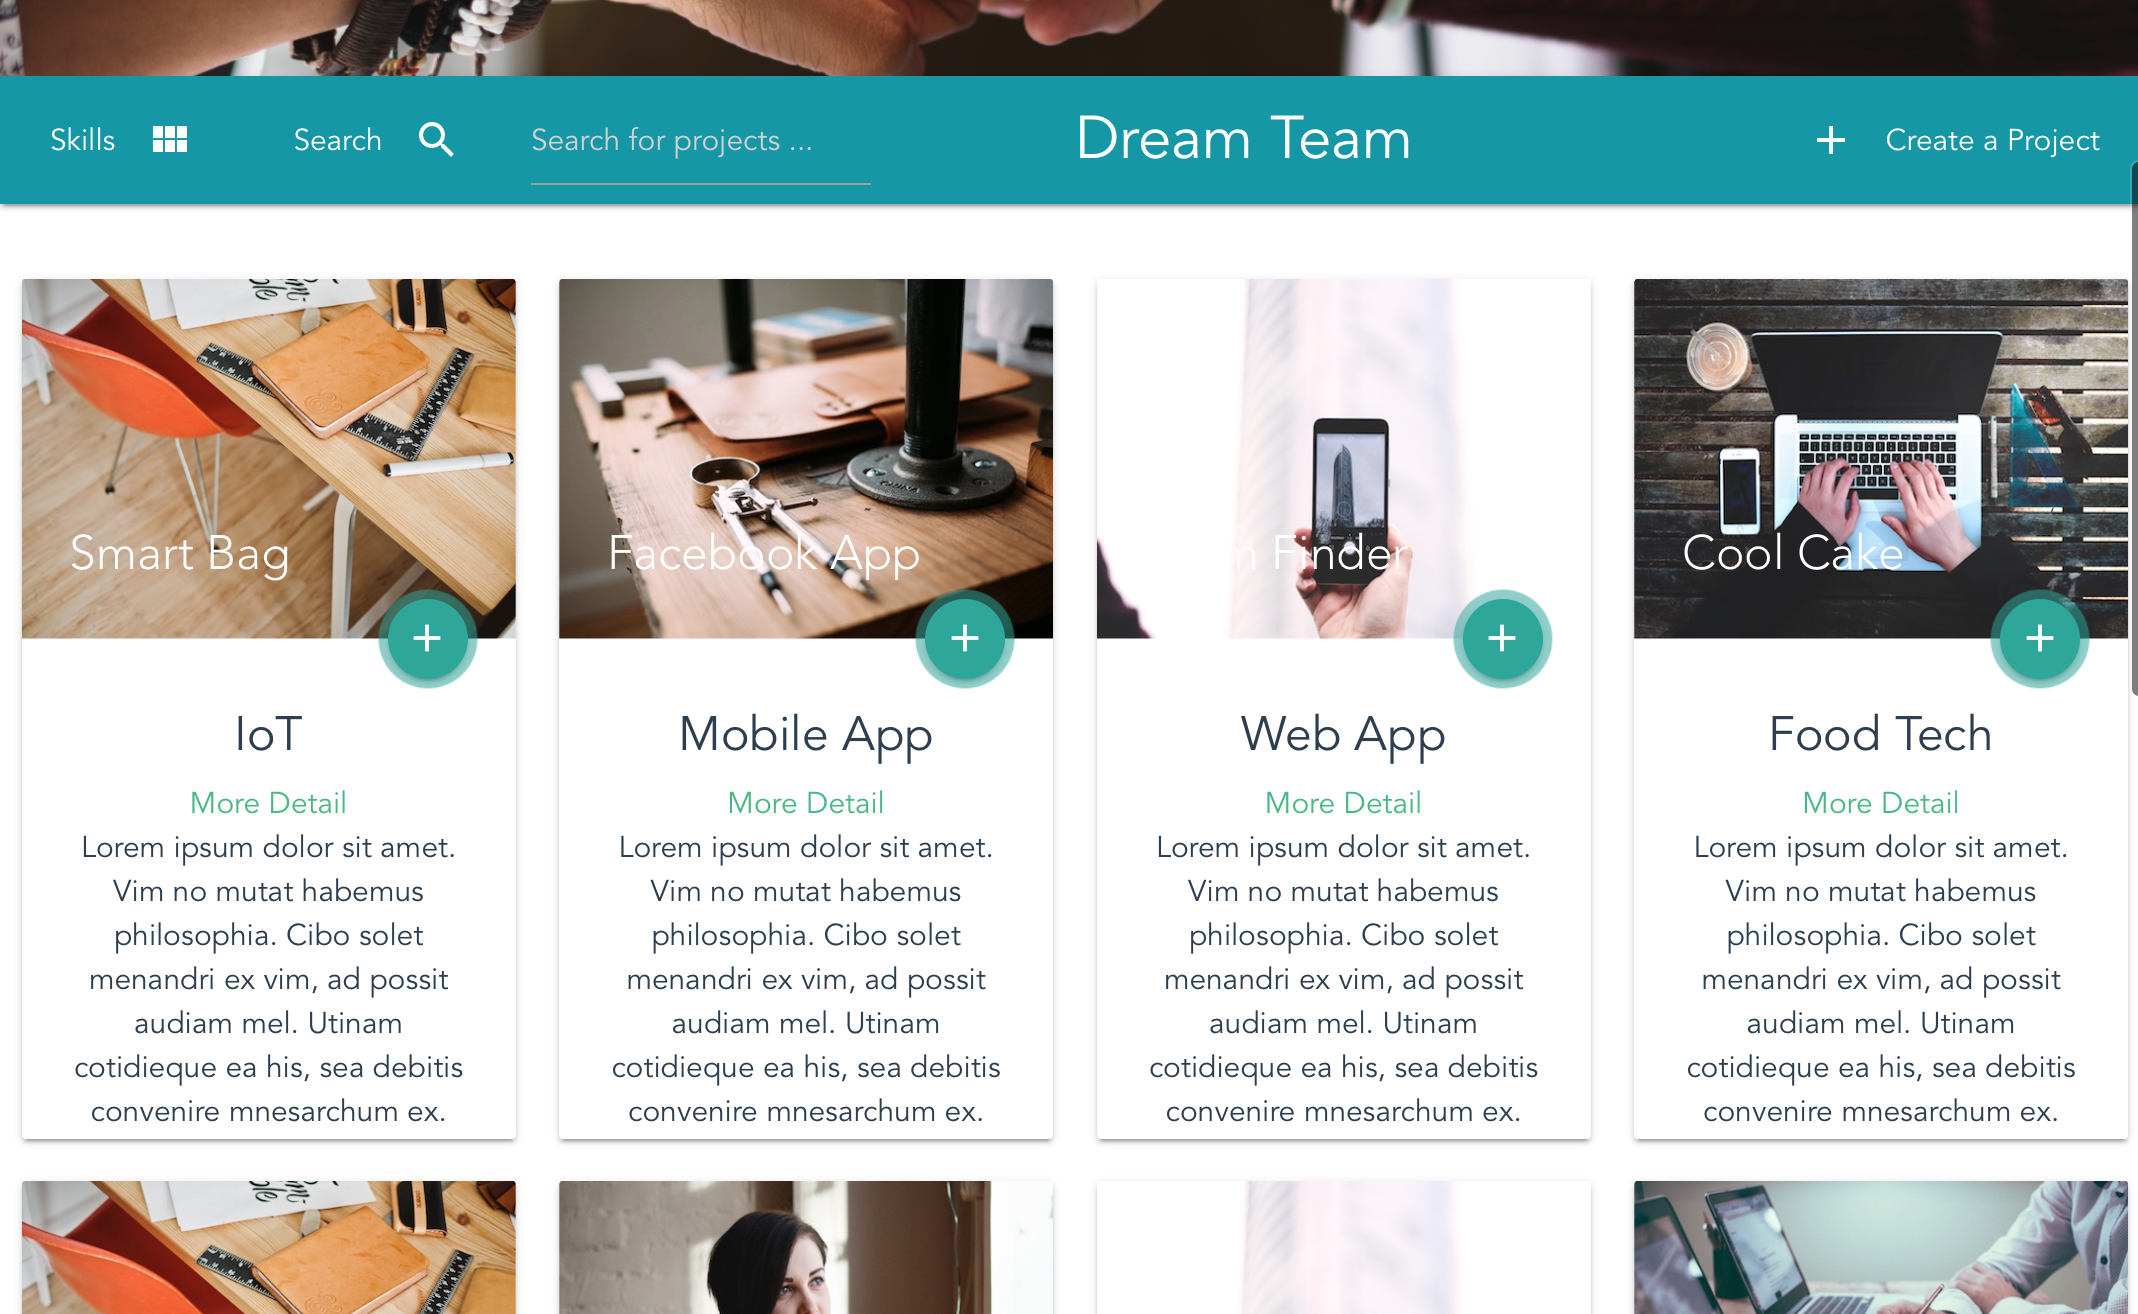 Skills
Search
Search for projects ...
Dream Team
Create a Project
Smart Bag
Facebook App
Finder
Cool Cake
IoT
More Detail
Lorem ipsum dolor sit amet.
Vim no mutat habemus
philosophia. Cibo solet
menandri ex vim, ad possit
audiam mel. Utinam
cotidieque ea his, sea debitis
convenire mnesarchum ex.
Mobile App
More Detail
Lorem ipsum dolor sit amet.
Vim no mutat habemus
philosophia. Cibo solet
menandri ex vim, ad possit
audiam mel. Utinam
cotidieque ea his, sea debitis
convenire mnesarchum ex.
Web App
More Detail
Lorem ipsum dolor sit amet.
Vim no mutat habemus
philosophia. Cibo solet
menandri ex vim, ad possit
audiam mel. Utinam
cotidieque ea his, sea debitis
convenire mnesarchum ex.
Food Tech
More Detail
Lorem ipsum dolor sit amet.
Vim no mutat habemus
philosophia. Cibo solet
menandri ex vim, ad possit
audiam mel. Utinam
cotidieque ea his, sea debitis
convenire mnesarchum ex.